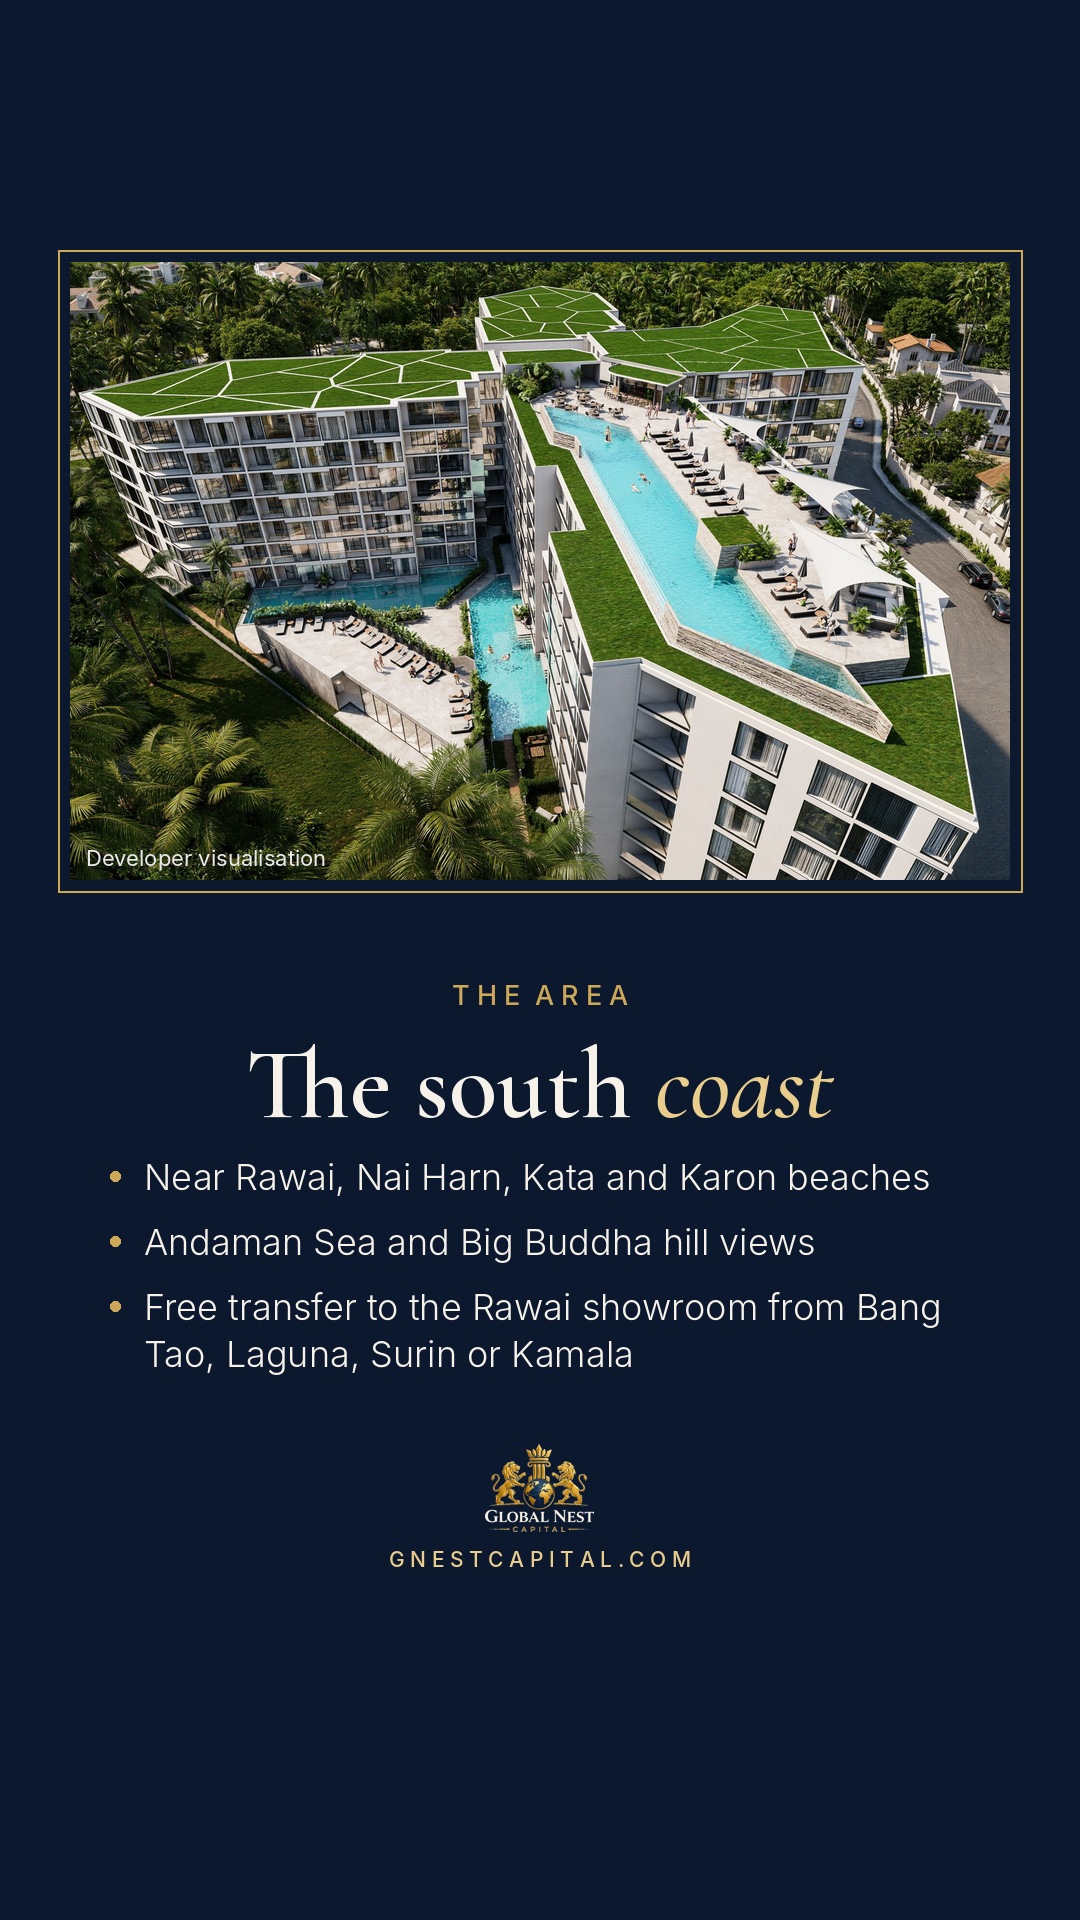 Developer visualisation
THE AREA
The south coast
Near Rawai, Nai Harn, Kata and Karon beaches
Andaman Sea and Big Buddha hill views
Free transfer to the Rawai showroom from Bang
Tao, Laguna, Surin or Kamala
GLOBAL NEST
CAPITAL
GNESTCAPITAL.COM